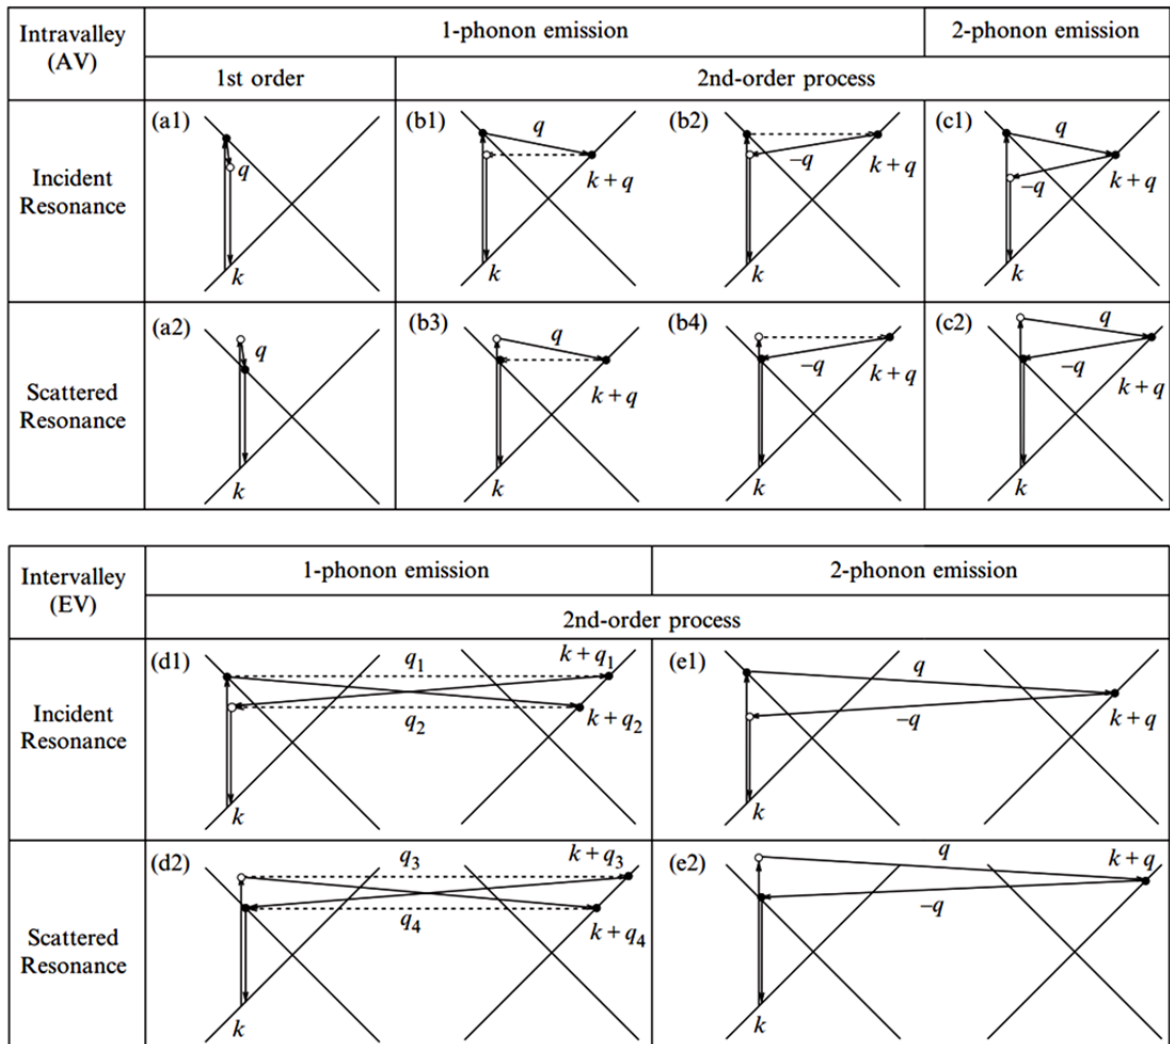 Intravalley
(AV)
1-phonon emission
2-phonon emission
1st order
2nd-order process
Incident
Resonance
(a1)
q
k
(b1)
q
k + q
k
(b2)
–q
k + q
k
(c1)
q
–q
k + q
k
Scattered
Resonance
(a2)
q
k
(b3)
q
k + q
k
(b4)
–q
k + q
k
(c2)
q
–q
k + q
k
Intervalley
(EV)
1-phonon emission
2-phonon emission
2nd-order process
Incident
Resonance
(d1)
q₁
k + q₁
q₂
k + q₂
k
(e1)
q
–q
k + q
k
Scattered
Resonance
(d2)
q₃
k + q₃
q₄
k + q₄
k
(e2)
q
k + q
–q
k